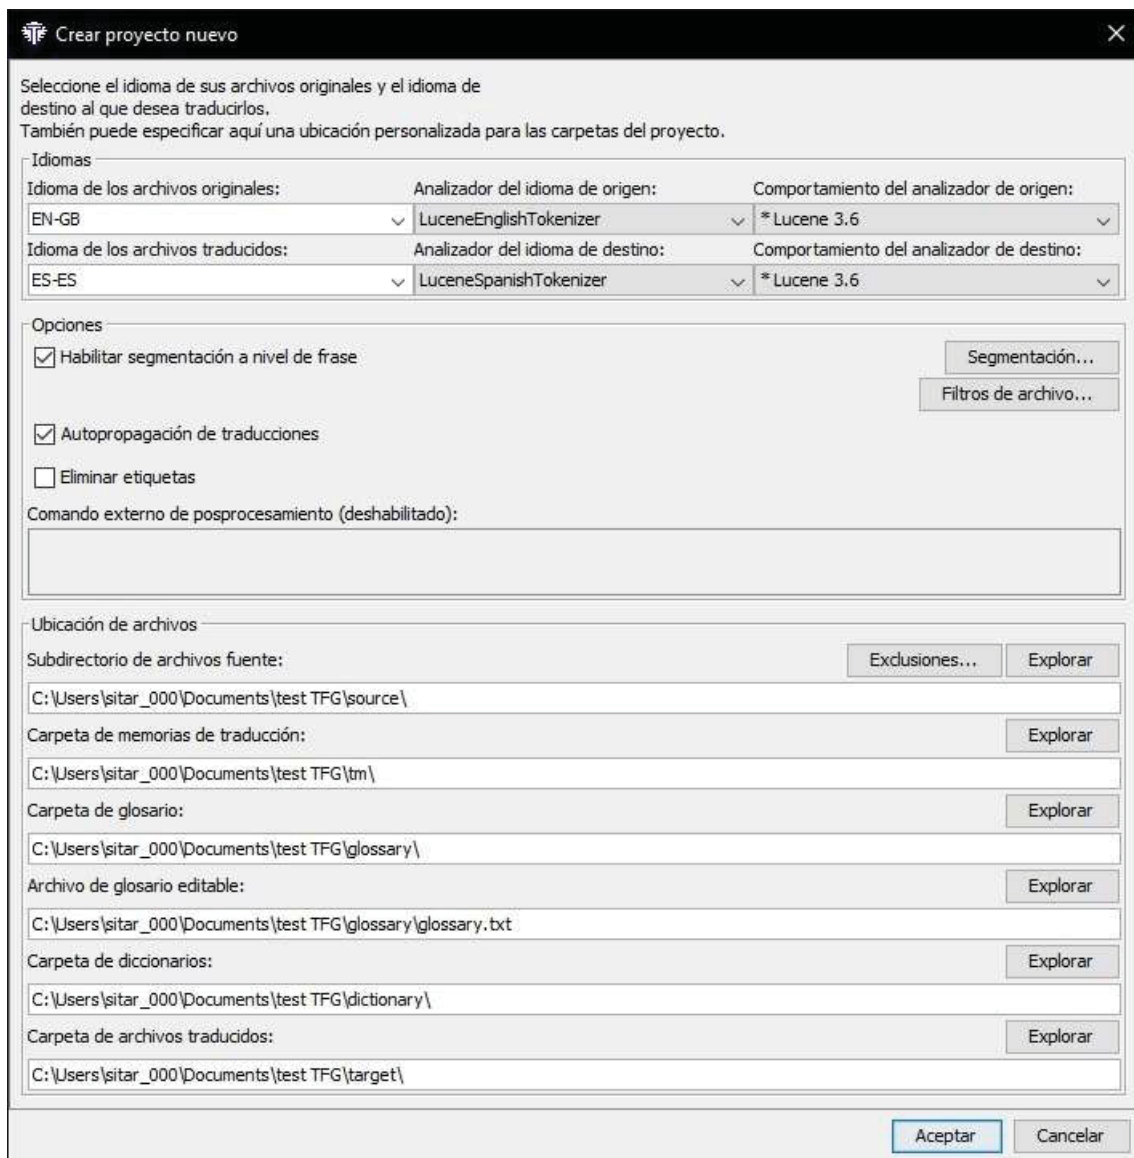 Crear proyecto nuevo
Seleccione el idioma de sus archivos originales y el idioma de
destino al que desea traducirlos.
También puede especificar aquí una ubicación personalizada para las carpetas del proyecto.
Idiomas
Idioma de los archivos originales: Analizador del idioma de origen: Comportamiento del analizador de origen:
EN-GB LuceneEnglishTokenizer * Lucene 3.6
Idioma de los archivos traducidos: Analizador del idioma de destino: Comportamiento del analizador de destino:
ES-ES LuceneSpanishTokenizer * Lucene 3.6
Opciones
Habilitar segmentación a nivel de frase Segmentación...
Filtros de archivo...
Autopropagación de traducciones
Eliminar etiquetas
Comando externo de posprocesamiento (deshabilitado):
Ubicación de archivos
Subdirectorio de archivos fuente: Exclusiones... Explorar
C:\Users\sitar_000\Documents\test TFG\source\
Carpeta de memorias de traducción: Explorar
C:\Users\sitar_000\Documents\test TFG\tm\
Carpeta de glosario: Explorar
C:\Users\sitar_000\Documents\test TFG\glossary\
Archivo de glosario editable: Explorar
C:\Users\sitar_000\Documents\test TFG\glossary\glossary.txt
Carpeta de diccionarios: Explorar
C:\Users\sitar_000\Documents\test TFG\dictionary\
Carpeta de archivos traducidos: Explorar
C:\Users\sitar_000\Documents\test TFG\target\
Aceptar Cancelar